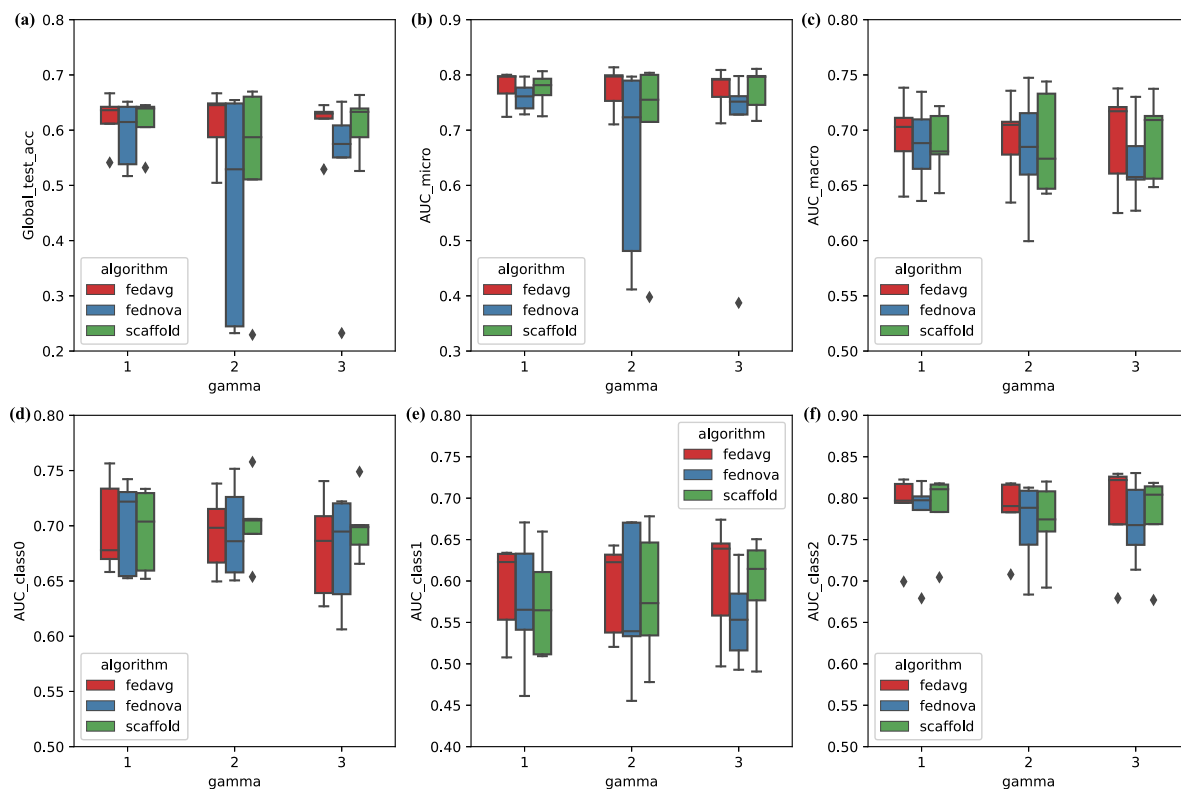 (a)
0.8
0.7
0.6
0.5
0.4
0.3
0.2
Global_test_acc
algorithm
fedavg
fednova
scaffold
1 2 3
gamma
(b)
0.9
0.8
0.7
0.6
0.5
0.4
0.3
AUC_micro
algorithm
fedavg
fednova
scaffold
1 2 3
gamma
(c)
0.80
0.75
0.70
0.65
0.60
0.55
0.50
AUC_macro
algorithm
fedavg
fednova
scaffold
1 2 3
gamma
(d)
0.80
0.75
0.70
0.65
0.60
0.55
0.50
AUC_class0
algorithm
fedavg
fednova
scaffold
1 2 3
gamma
(e)
0.80
0.75
0.70
0.65
0.60
0.55
0.50
0.45
0.40
AUC_class1
algorithm
fedavg
fednova
scaffold
1 2 3
gamma
(f)
0.90
0.85
0.80
0.75
0.70
0.65
0.60
0.55
0.50
AUC_class2
algorithm
fedavg
fednova
scaffold
1 2 3
gamma